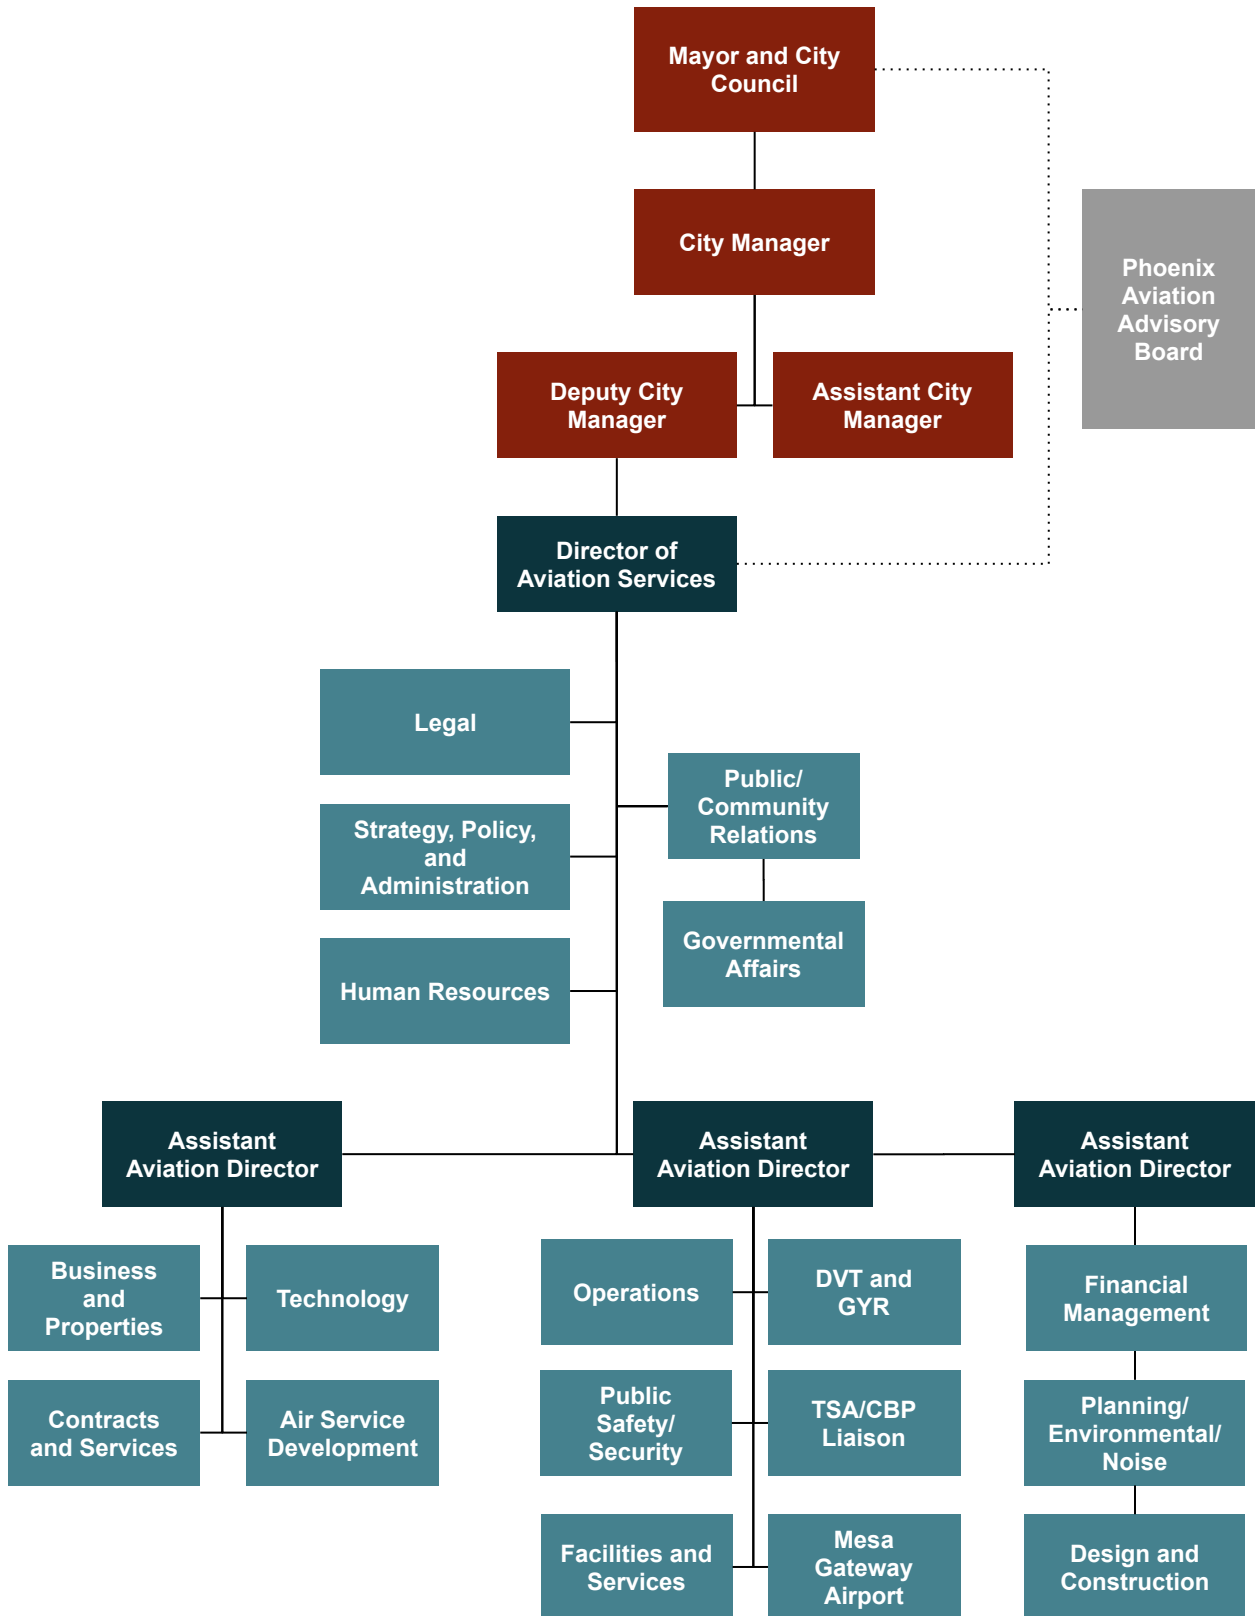 Mayor and City
Council
City Manager
Phoenix
Aviation
Advisory
Board
Deputy City
Manager
Assistant City
Manager
Director of
Aviation Services
Legal
Public/
Community
Relations
Strategy, Policy,
and
Administration
Governmental
Affairs
Human Resources
Assistant
Aviation Director
Assistant
Aviation Director
Assistant
Aviation Director
Business
and
Properties
Technology
Contracts
and Services
Air Service
Development
Operations
DVT and
GYR
Public
Safety/
Security
TSA/CBP
Liaison
Facilities and
Services
Mesa
Gateway
Airport
Financial
Management
Planning/
Environmental/
Noise
Design and
Construction